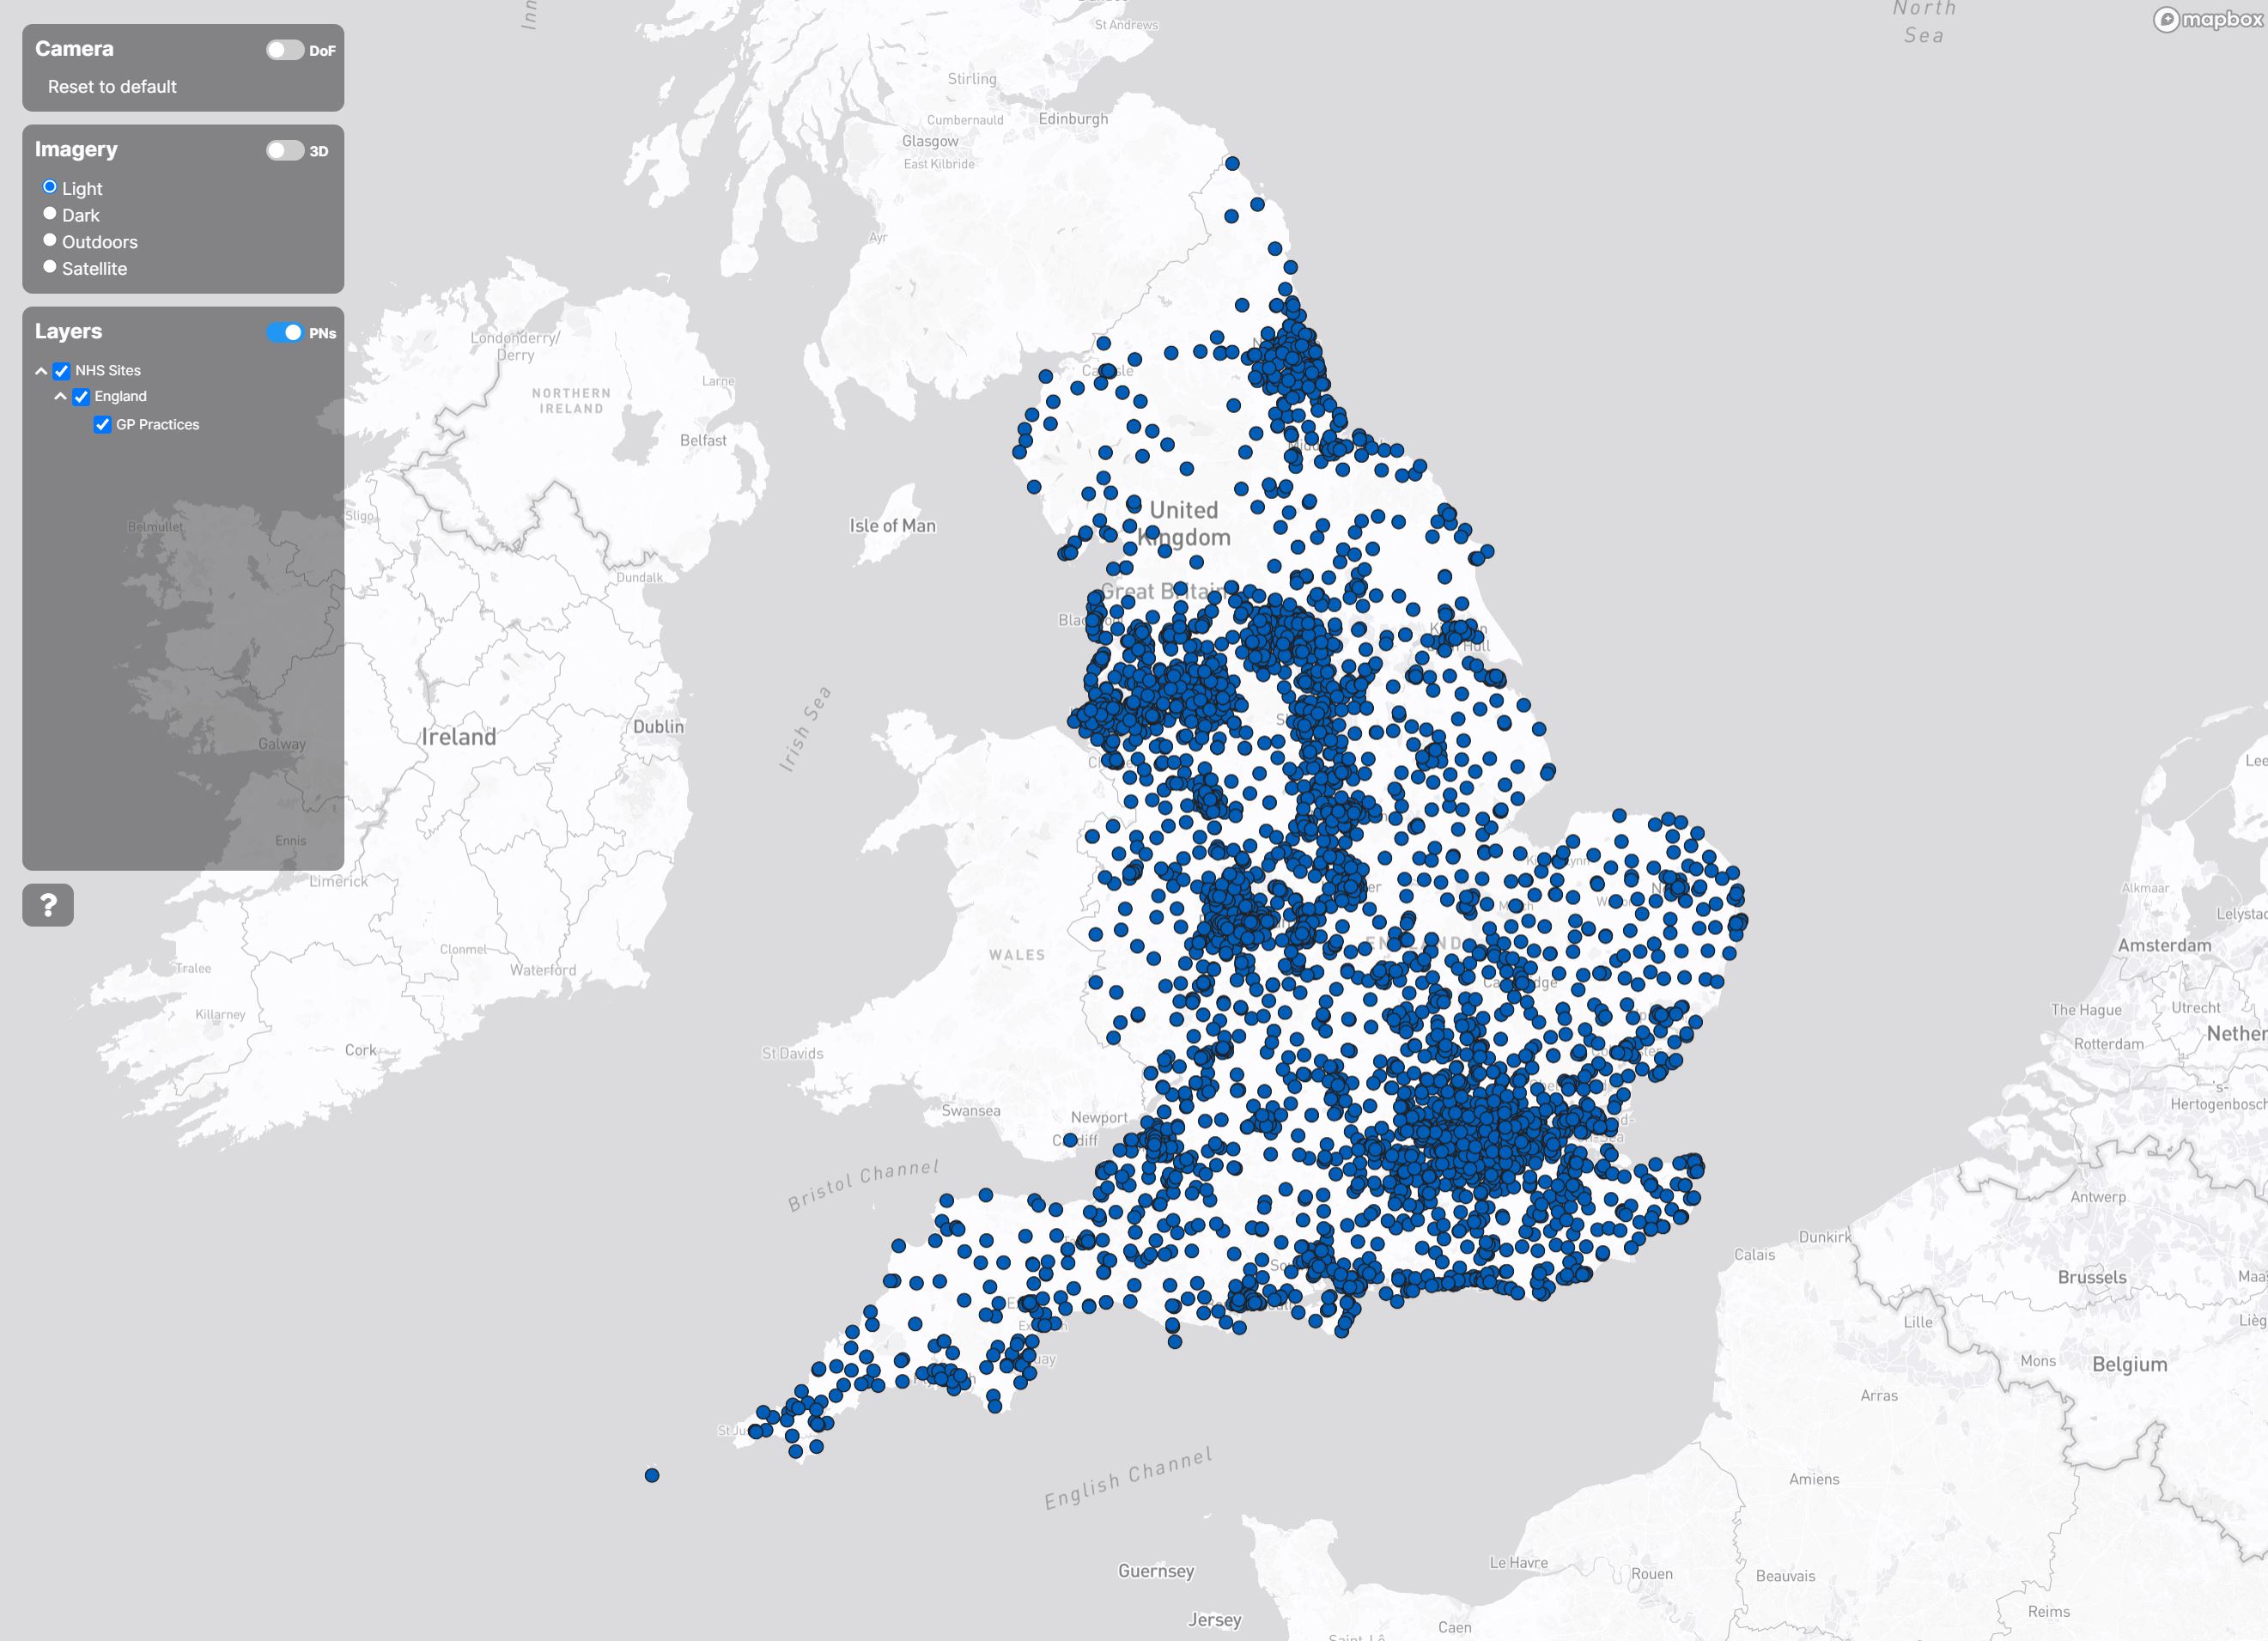 Camera
DoF
Reset to default
Imagery
3D
Light
Dark
Outdoors
Satellite
Layers
PNs
NHS Sites
England
GP Practices
?
mapbox
North
Sea
Inn
St Andrews
Stirling
Cumbernauld
Edinburgh
Glasgow
East Kilbride
Ayr
Londonderry/
Derry
NORTHERN
IRELAND
Larne
Belfast
Belmullet
Sligo
Dundalk
Isle of Man
United
Kingdom
Great Britain
Irish Sea
Galway
Ireland
Dublin
Ennis
Limerick
Clonmel
Tralee
Waterford
Killarney
Cork
WALES
St Davids
Swansea
Newport
Cardiff
Bristol Channel
English Channel
Guernsey
Jersey
Saint-Lô
Caen
Le Havre
Rouen
Beauvais
Amiens
Reims
Arras
Lille
Mons
Belgium
Brussels
Calais
Dunkirk
Antwerp
's-
Hertogenbosch
Rotterdam
The Hague
Utrecht
Nether
Amsterdam
Lelystad
Alkmaar
Lee
Maa
Lièg